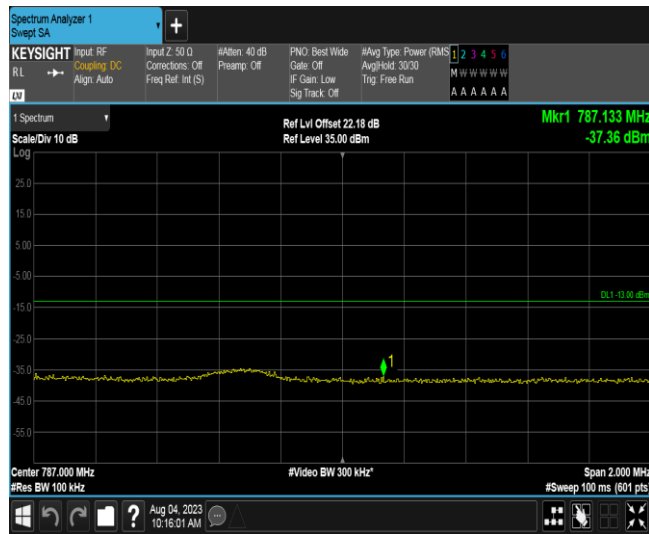 Spectrum Analyzer 1
Swept SA
+
KEYSIGHT
RL
LXI
Input: RF
Coupling: DC
Align: Auto
Input Z: 50 Ω
Corrections: Off
Freq Ref: Int (S)
#Atten: 40 dB
Preamp: Off
PNO: Best Wide
Gate: Off
IF Gain: Low
Sig Track: Off
#Avg Type: Power (RMS
Avg|Hold: 30/30
Trig: Free Run
1 2 3 4 5 6
M W W W W W
A A A A A A
1 Spectrum
Scale/Div 10 dB
Log
Ref Lvl Offset 22.18 dB
Ref Level 35.00 dBm
Mkr1 787.133 MHz
-37.36 dBm
25.0
15.0
5.00
-5.00
DL1 -13.00 dBm
-15.0
-25.0
-35.0
1
-45.0
-55.0
Center 787.000 MHz
#Video BW 300 kHz*
Span 2.000 MHz
#Res BW 100 kHz
#Sweep 100 ms (601 pts
?
Aug 04, 2023
10:16:01 AM